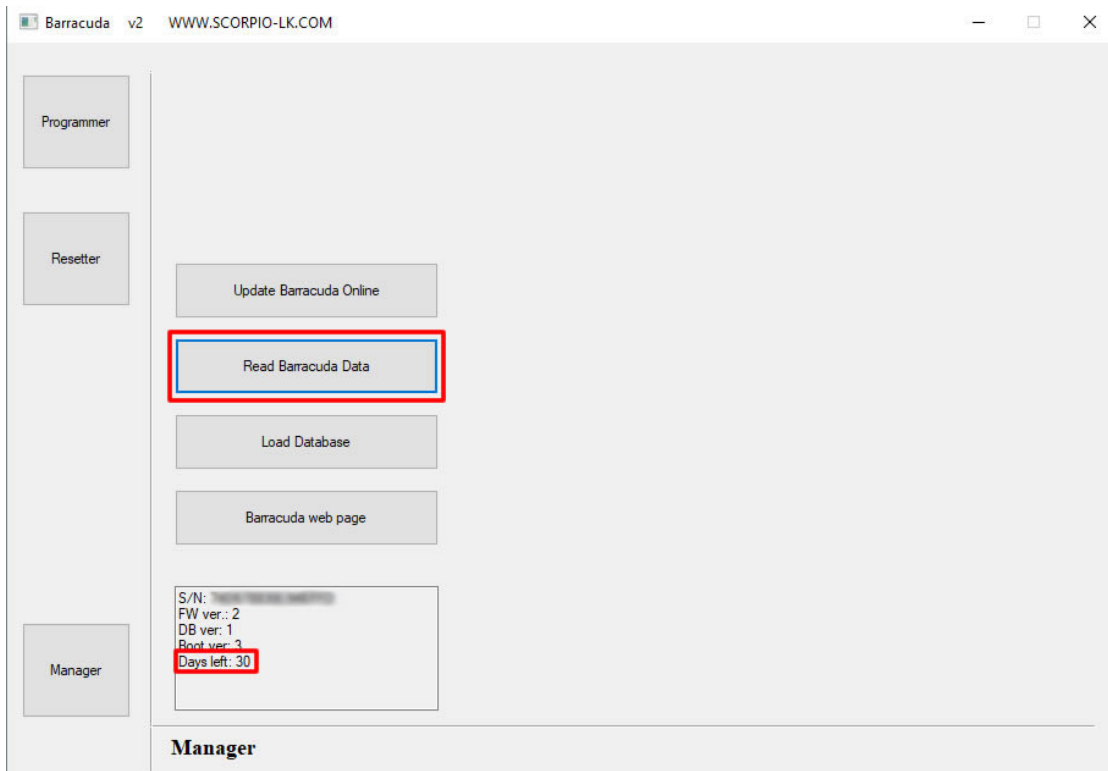 Barracuda v2 WWW.SCORPIO-LK.COM
Programmer
Resetter
Update Barracuda Online
Read Barracuda Data
Load Database
Barracuda web page
S/N:
FW ver.: 2
DB ver: 1
Boot ver: 3
Days left: 30
Manager
Manager